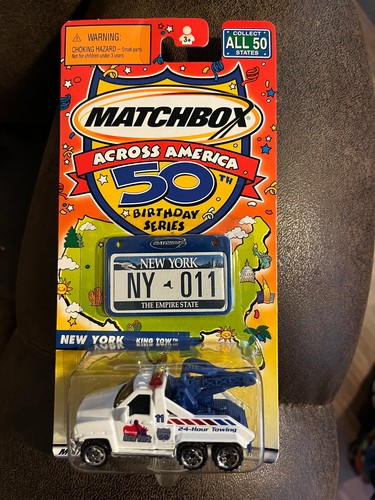 WARNING:
CHOKING HAZARD - Small parts.
Not for children under 3 years.
3+
COLLECT
ALL 50
STATES
MATCHBOX
ACROSS AMERICA
50TH
BIRTHDAY
SERIES
MATCHBOX
NEW YORK
NY 011
THE EMPIRE STATE
NEW YORK
KING TOW™
11
24-Hour Towing